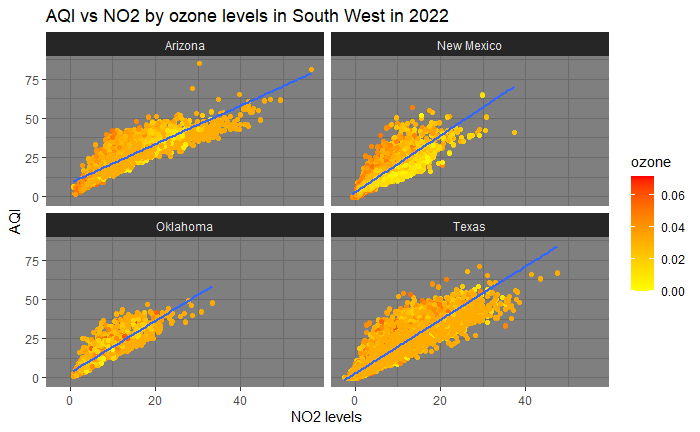 AQI vs NO2 by ozone levels in South West in 2022
Arizona
New Mexico
75
50
25
0
Oklahoma
Texas
75
50
25
0
0
20
40
0
20
40
AQI
NO2 levels
ozone
0.06
0.04
0.02
0.00